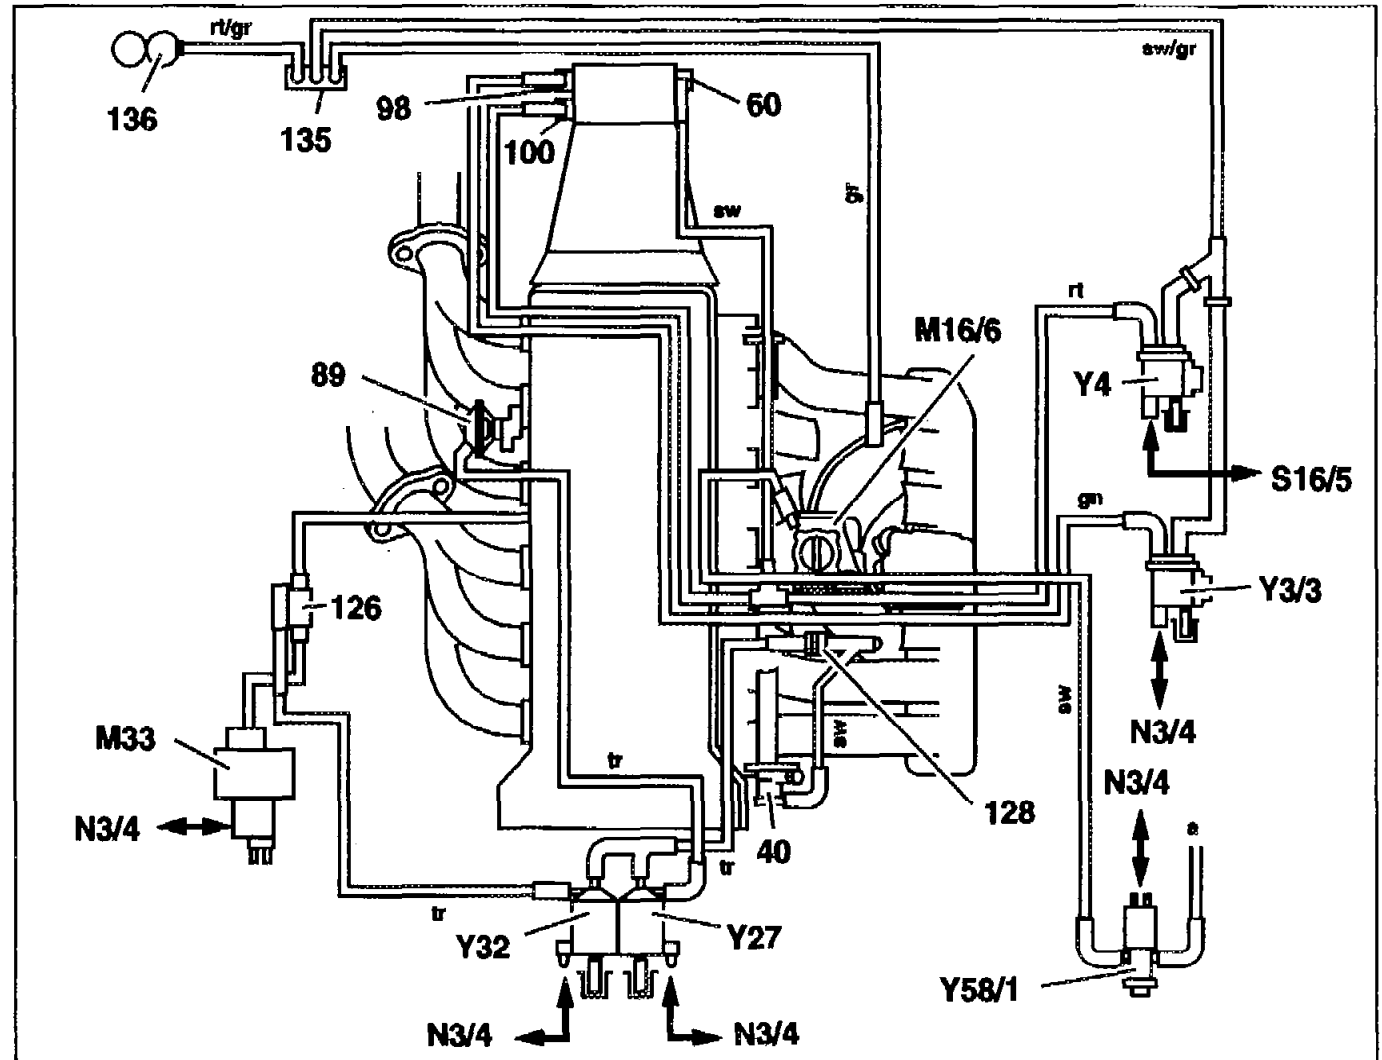 rt/gr
sw/gr
136
135
98
60
100
gr
sw
rt
M16/6
89
Y4
S16/5
gn
126
Y3/3
sw
M33
tr
sw
N3/4
N3/4
128
N3/4
40
a
tr
tr
Y32
Y27
Y58/1
N3/4
N3/4